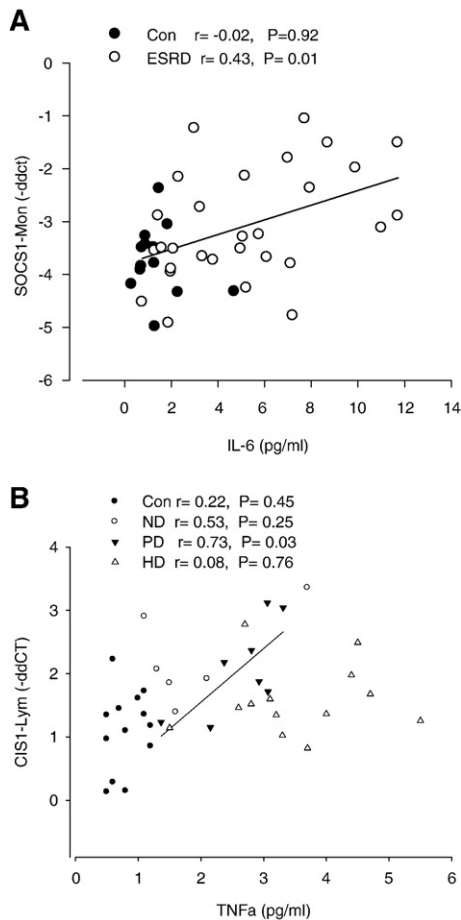 A
Con r= -0.02, P=0.92
ESRD r= 0.43, P= 0.01
0
-1
-2
-3
-4
-5
-6
SOCS1-Mon (-ddct)
0 2 4 6 8 10 12 14
IL-6 (pg/ml)
B
Con r= 0.22, P= 0.45
ND r= 0.53, P= 0.25
PD r= 0.73, P= 0.03
HD r= 0.08, P= 0.76
4
3
2
1
0
CIS1-Lym (-ddCT)
0 1 2 3 4 5 6
TNFa (pg/ml)